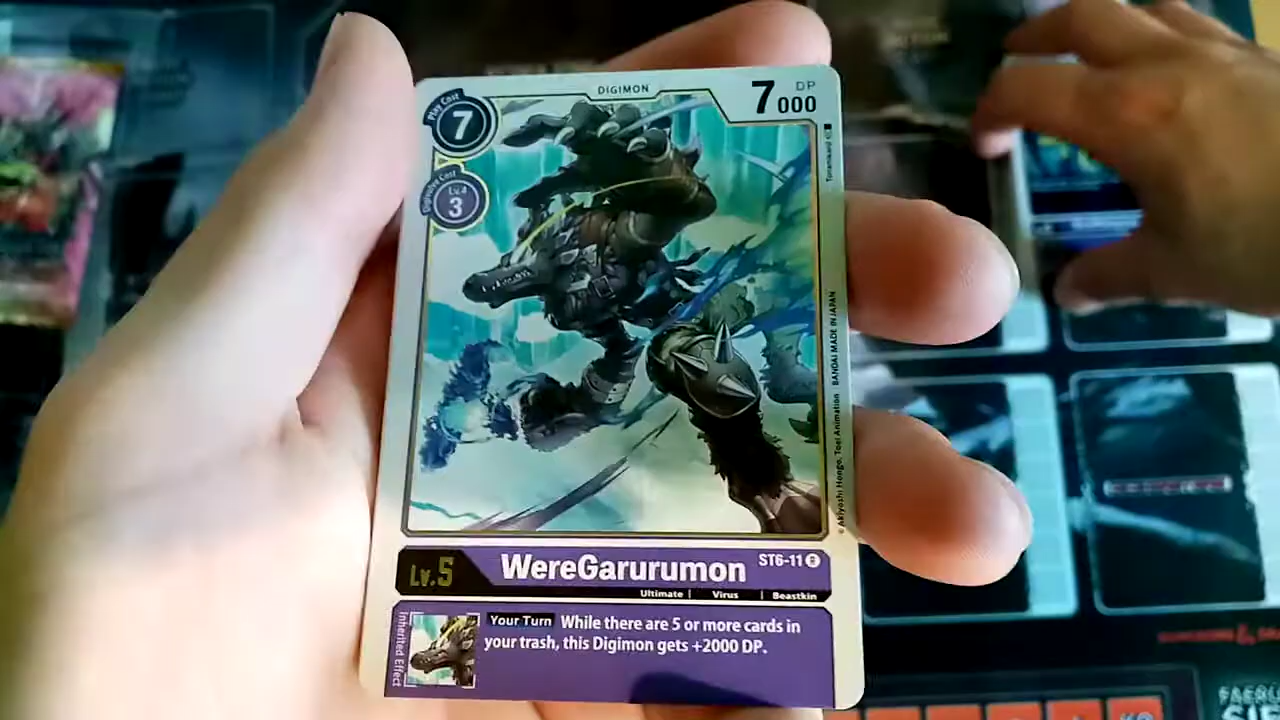 DIGIMON
DP
7000
Play Cost
7
Digivolve Cost
Lv.4
3
Tonamikanji
© Akiyoshi Hongo, Toei Animation BANDAI MADE IN JAPAN
Lv.5
WereGarurumon
ST6-11
Ultimate | Virus | Beastkin
Inherited Effect
Your Turn While there are 5 or more cards in
your trash, this Digimon gets +2000 DP.